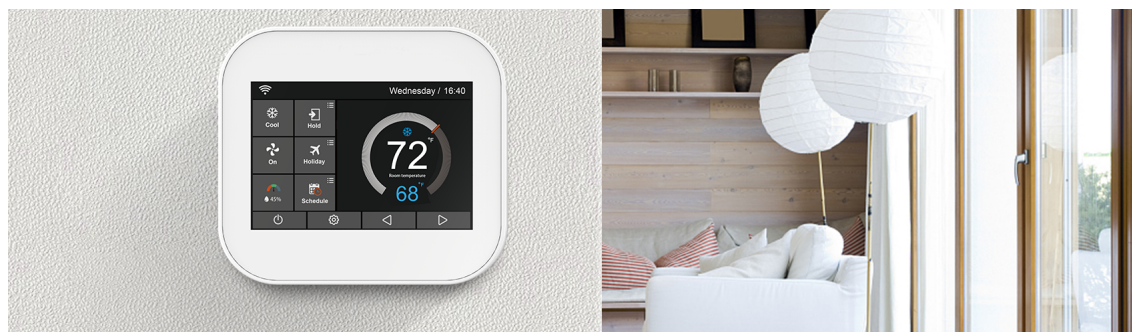 Wednesday / 16:40
Cool
Hold
On
Holiday
45%
Schedule
72 °F
Room temperature
68 °F